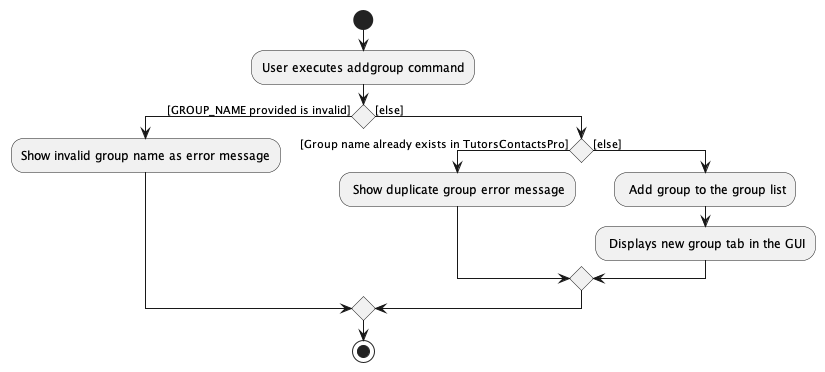 User executes addgroup command
[GROUP_NAME provided is invalid]
[else]
Show invalid group name as error message
[Group name already exists in TutorsContactsPro]
[else]
Show duplicate group error message
Add group to the group list
Displays new group tab in the GUI